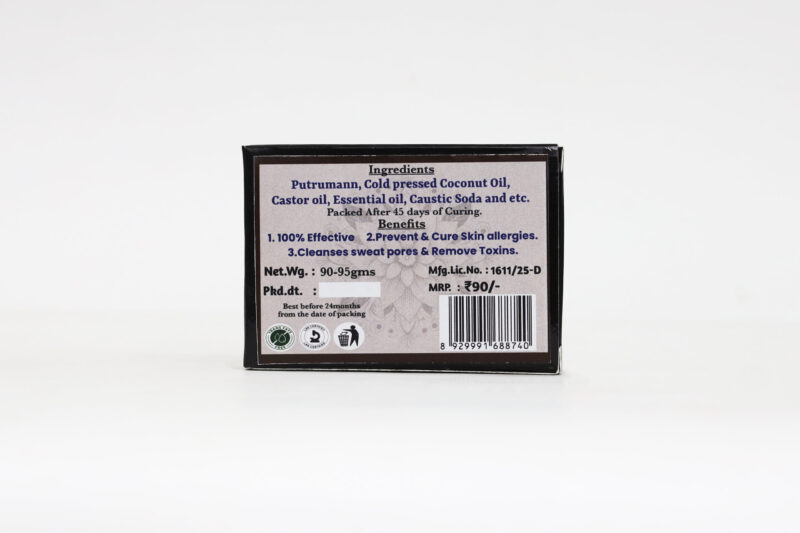 Ingredients
Putrumann, Cold pressed Coconut Oil,
Castor oil, Essential oil, Caustic Soda and etc.
Packed After 45 days of Curing.
Benefits
1. 100% Effective 2.Prevent & Cure Skin allergies.
3.Cleanses sweat pores & Remove Toxins.
Net.Wg. : 90-95gms
Pkd.dt. :
Best before 24months
from the date of packing
Mfg.Lic.No. : 1611/25-D
MRP. : ₹90/-
8 929991 688740